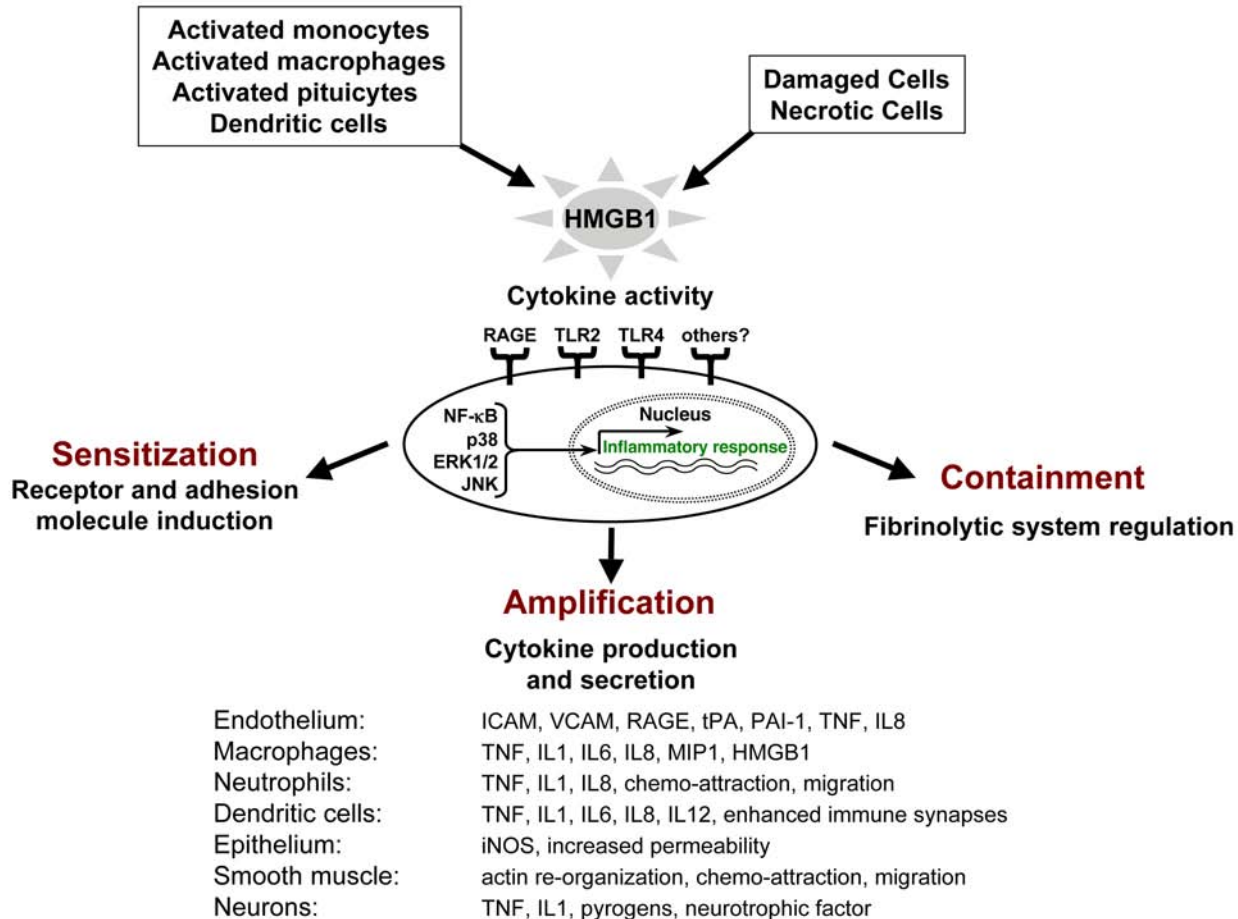 Activated monocytes
Activated macrophages
Activated pituicytes
Dendritic cells
Damaged Cells
Necrotic Cells
HMGB1
Cytokine activity
RAGE TLR2 TLR4 others?
NF-κB
p38
ERK1/2
JNK
Nucleus
Inflammatory response
Sensitization
Receptor and adhesion
molecule induction
Containment
Fibrinolytic system regulation
Amplification
Cytokine production
and secretion
Endothelium: ICAM, VCAM, RAGE, tPA, PAI-1, TNF, IL8
Macrophages: TNF, IL1, IL6, IL8, MIP1, HMGB1
Neutrophils: TNF, IL1, IL8, chemo-attraction, migration
Dendritic cells: TNF, IL1, IL6, IL8, IL12, enhanced immune synapses
Epithelium: iNOS, increased permeability
Smooth muscle: actin re-organization, chemo-attraction, migration
Neurons: TNF, IL1, pyrogens, neurotrophic factor